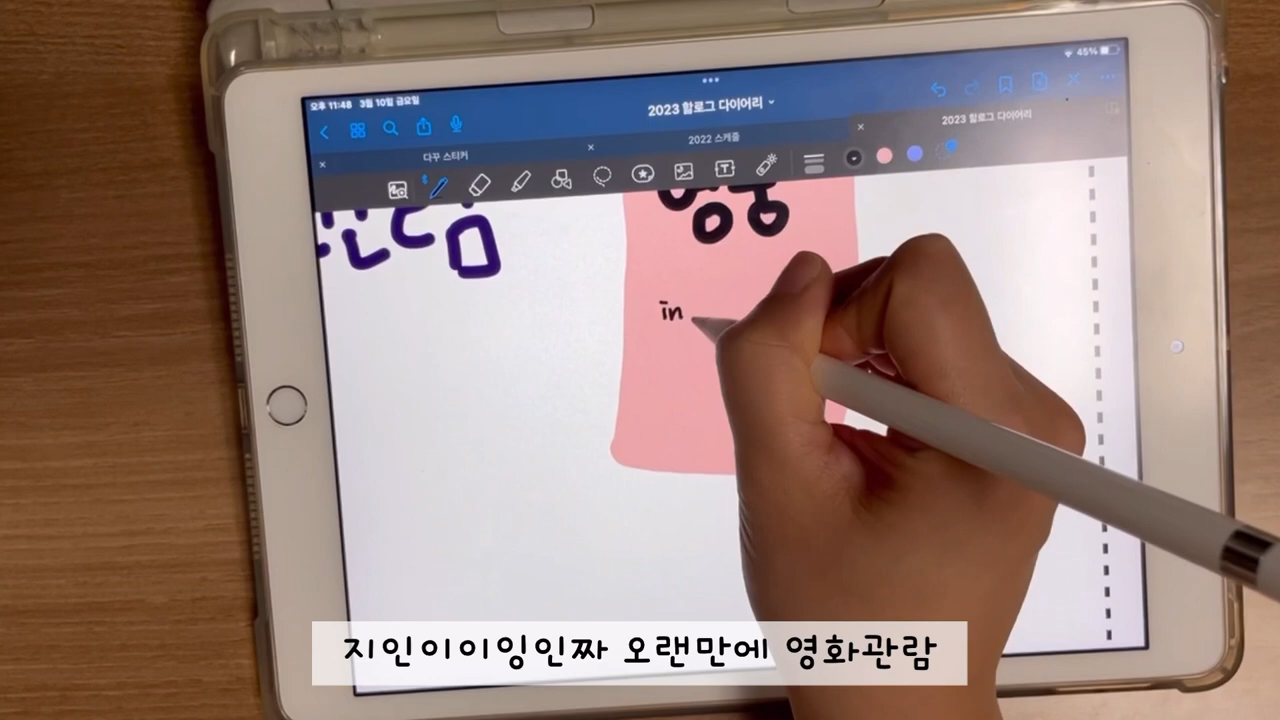 오후 11:48 3월 10일 금요일
45%
2023 할로그 다이어리
다꾸 스티커
2022 스케줄
2023 할로그 다이어리
in
지인이이잉인짜 오랜만에 영화관람